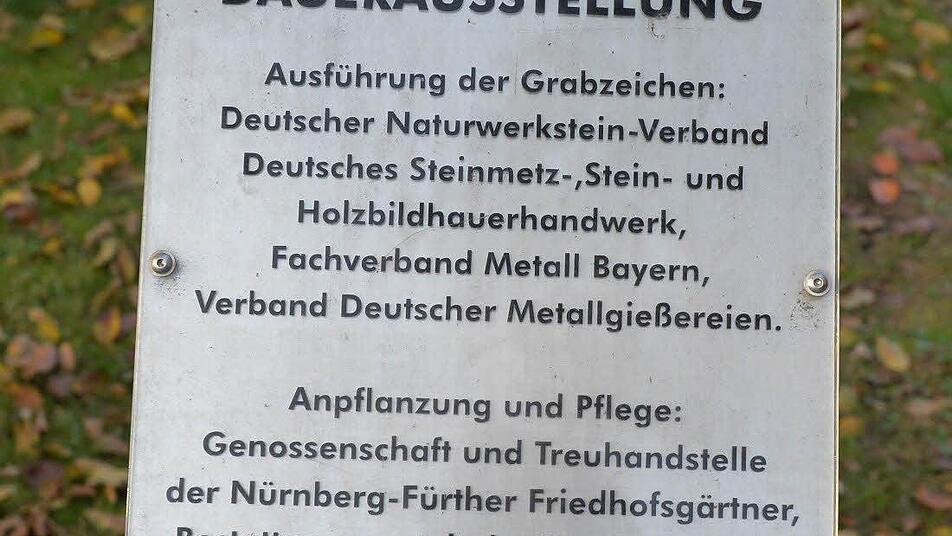 DAUERAUSSTELLUNG
Ausführung der Grabzeichen:
Deutscher Naturwerkstein-Verband
Deutsches Steinmetz-,Stein- und
Holzbildhauerhandwerk,
Fachverband Metall Bayern,
Verband Deutscher Metallgießereien.
Anpflanzung und Pflege:
Genossenschaft und Treuhandstelle
der Nürnberg-Fürther Friedhofsgärtner,